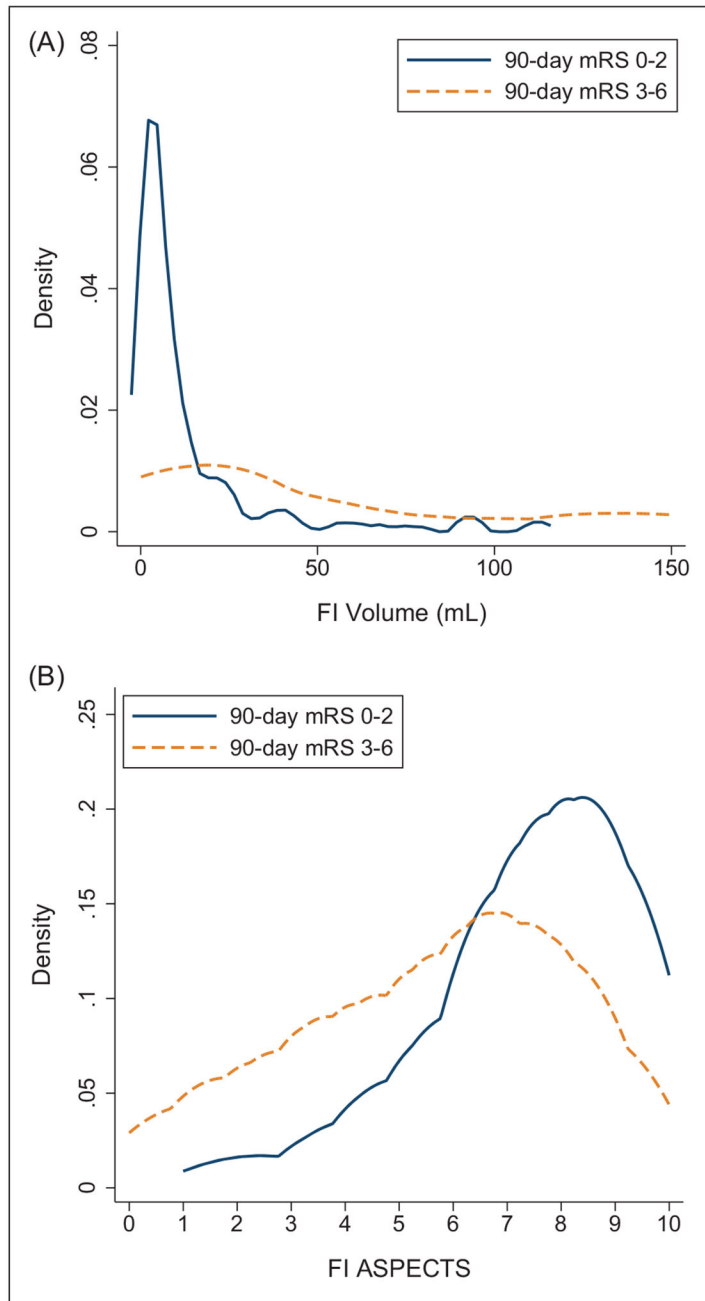 (A)
.08
90-day mRS 0-2
90-day mRS 3-6
.06
Density
.04
.02
0
0 50 100 150
FI Volume (mL)
(B)
.25
90-day mRS 0-2
90-day mRS 3-6
.2
.15
Density
.1
.05
0
0 1 2 3 4 5 6 7 8 9 10
FI ASPECTS